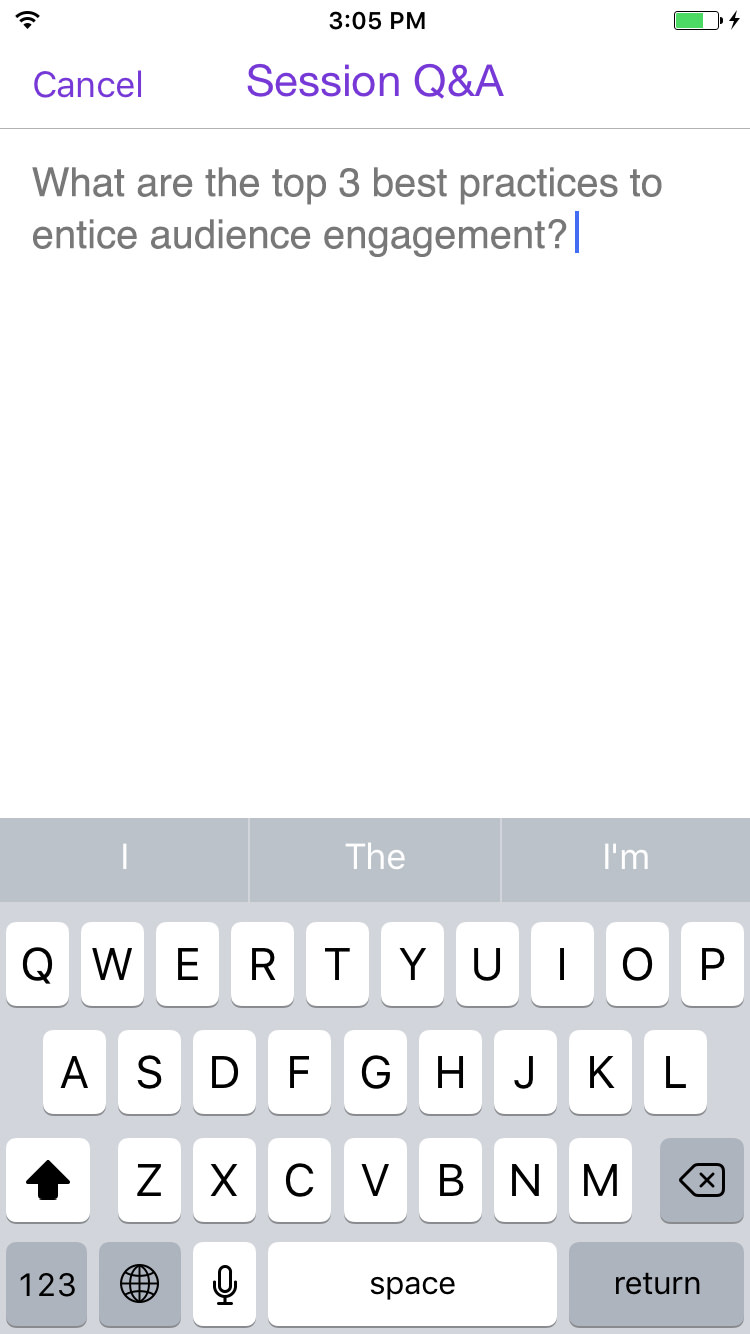 3:05 PM
Cancel Session Q&A
What are the top 3 best practices to
entice audience engagement?
I The I'm
Q W E R T Y U I O P
A S D F G H J K L
Z X C V B N M
123 space return